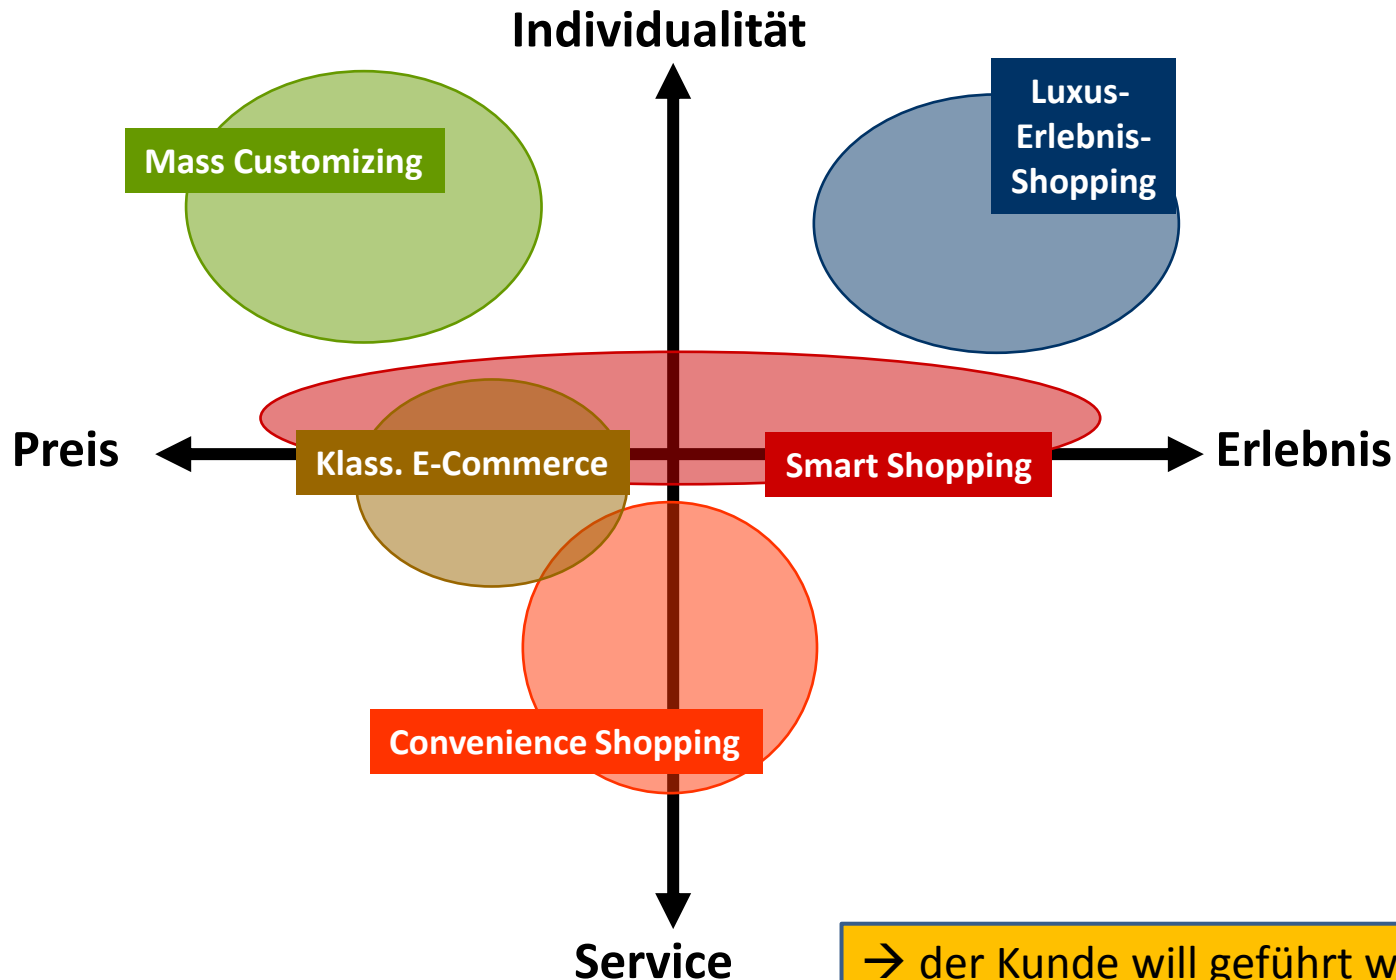 Individualität
Luxus-
Erlebnis-
Shopping
Mass Customizing
Preis
Klass. E-Commerce
Smart Shopping
Erlebnis
Convenience Shopping
Service
→ der Kunde will geführt w